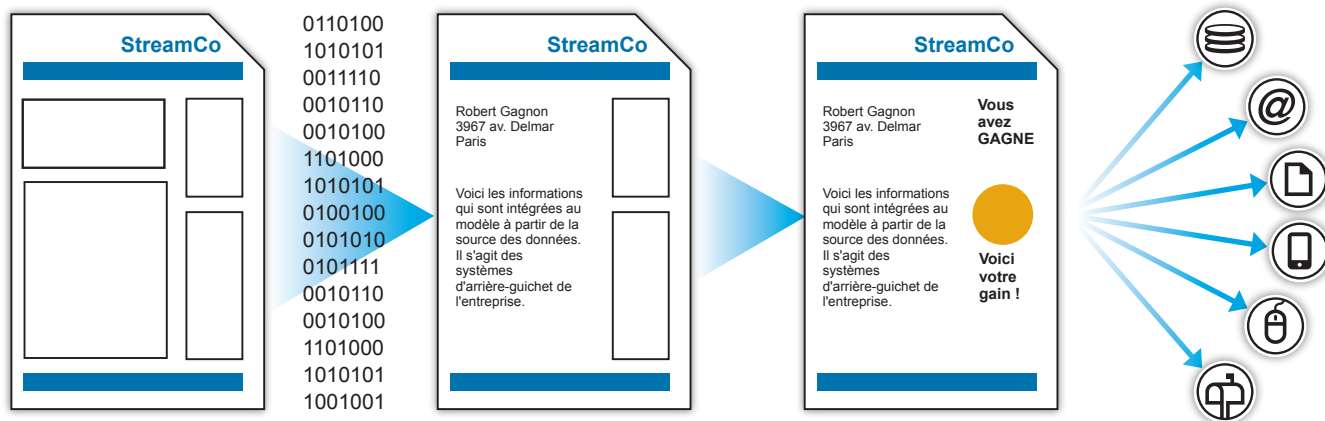 StreamCo
0110100
1010101
0011110
0010110
0010100
1101000
1010101
0100100
0101010
0101111
0010110
0010100
1101000
1010101
1001001
StreamCo
Robert Gagnon
3967 av. Delmar
Paris
Voici les informations
qui sont intégrées au
modèle à partir de la
source des données.
Il s'agit des
systèmes
d'arrière-guichet de
l'entreprise.
StreamCo
Robert Gagnon
3967 av. Delmar
Paris
Voici les informations
qui sont intégrées au
modèle à partir de la
source des données.
Il s'agit des
systèmes
d'arrière-guichet de
l'entreprise.
Vous
avez
GAGNE
Voici
votre
gain !
@